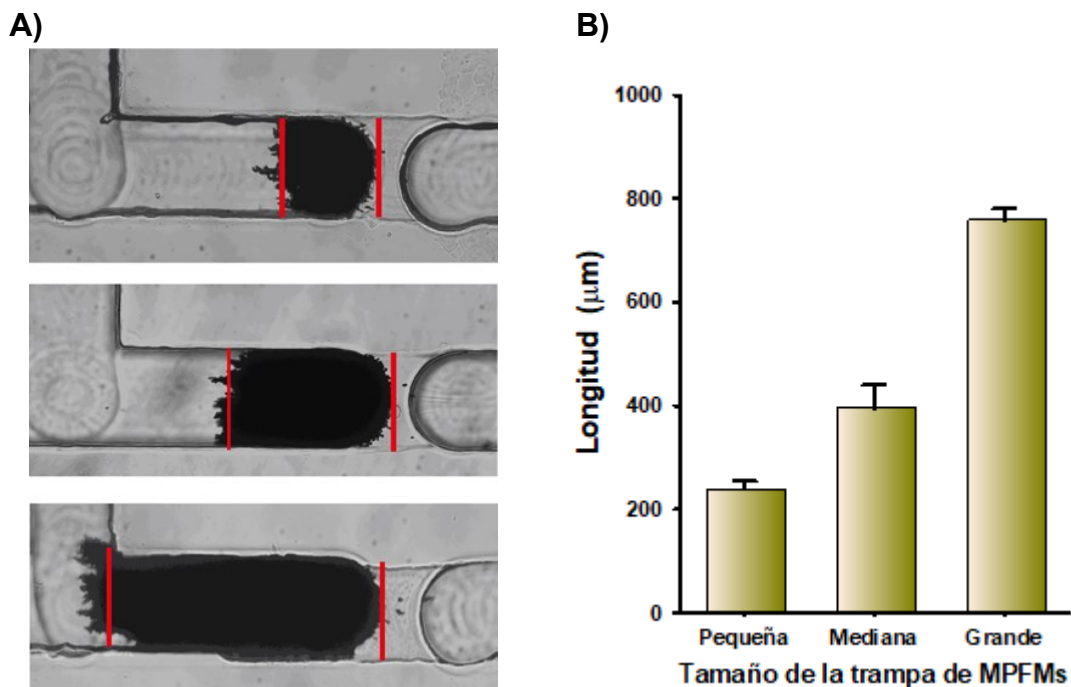 A)
B)
1000
800
600
400
200
0
Longitud (μm)
Pequeña Mediana Grande
Tamaño de la trampa de MPFMs